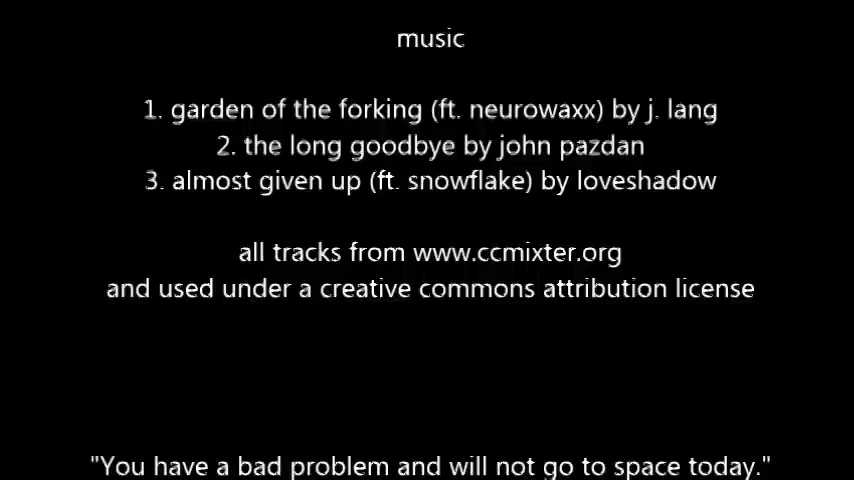 music
1. garden of the forking (ft. neurowaxx) by j. lang
2. the long goodbye by john pazdan
3. almost given up (ft. snowflake) by loveshadow
all tracks from www.ccmixter.org
and used under a creative commons attribution license
"You have a bad problem and will not go to space today."